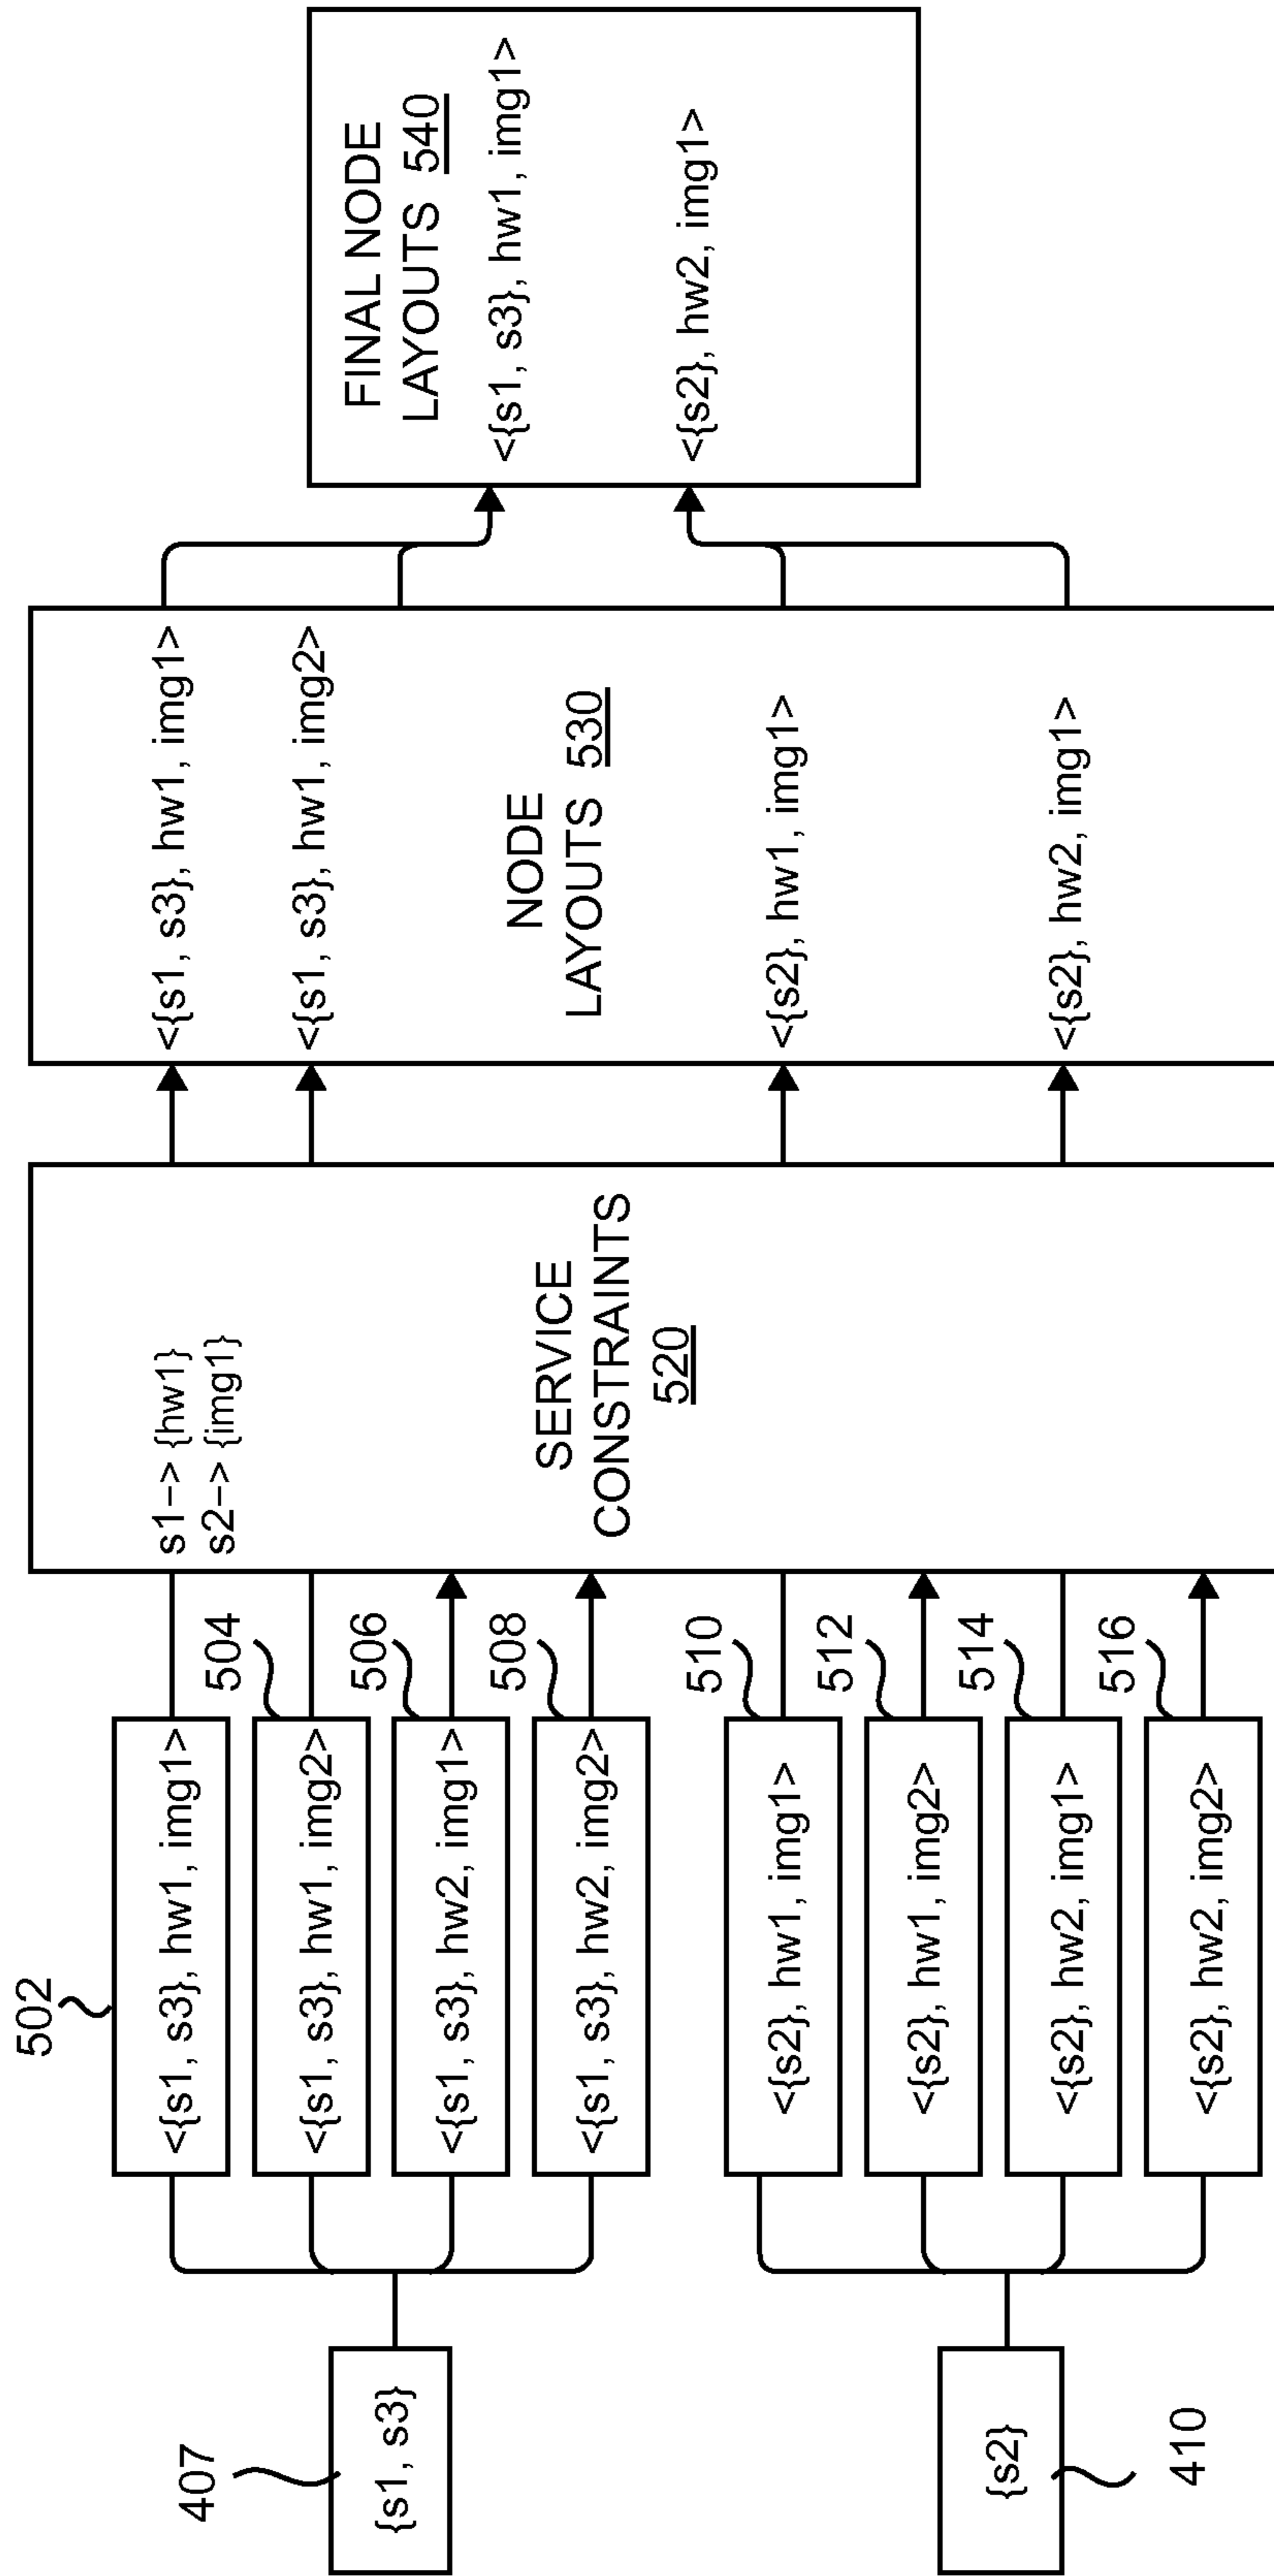 407
{s1, s3}
{s2}
410
502
<{s1, s3}, hw1, img1>
504
<{s1, s3}, hw1, img2>
506
<{s1, s3}, hw2, img1>
508
<{s1, s3}, hw2, img2>
510
<{s2}, hw1, img1>
512
<{s2}, hw1, img2>
514
<{s2}, hw2, img1>
516
<{s2}, hw2, img2>
s1–> {hw1}
s2–> {img1}
SERVICE
CONSTRAINTS
520
<{s1, s3}, hw1, img1>
<{s1, s3}, hw1, img2>
NODE
LAYOUTS 530
<{s2}, hw1, img1>
<{s2}, hw2, img1>
FINAL NODE
LAYOUTS 540
<{s1, s3}, hw1, img1>
<{s2}, hw2, img1>